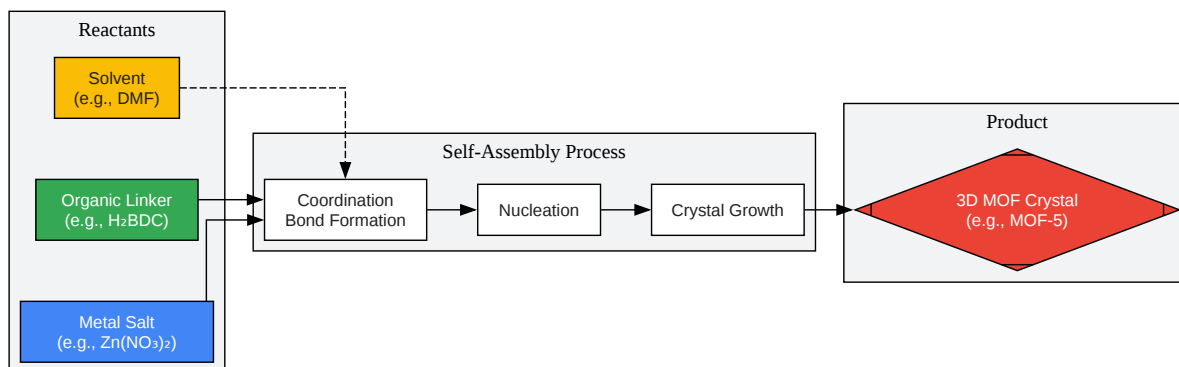 Reactants
Solvent
(e.g., DMF)
Organic Linker
(e.g., H₂BDC)
Metal Salt
(e.g., Zn(NO₃)₂)
Self-Assembly Process
Coordination
Bond Formation
Nucleation
Crystal Growth
Product
3D MOF Crystal
(e.g., MOF-5)